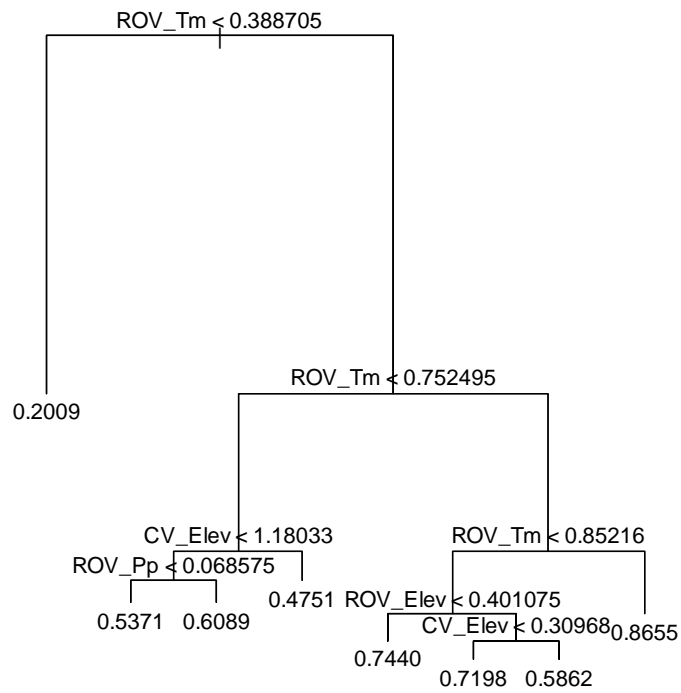 ROV_Tm < 0.388705
ROV_Tm < 0.752495
0.2009
CV_Elev < 1.18033
ROV_Tm < 0.85216
ROV_Pp < 0.068575
0.4751
ROV_Elev < 0.401075
0.5371
0.6089
CV_Elev < 0.30968
0.8655
0.7440
0.7198
0.5862